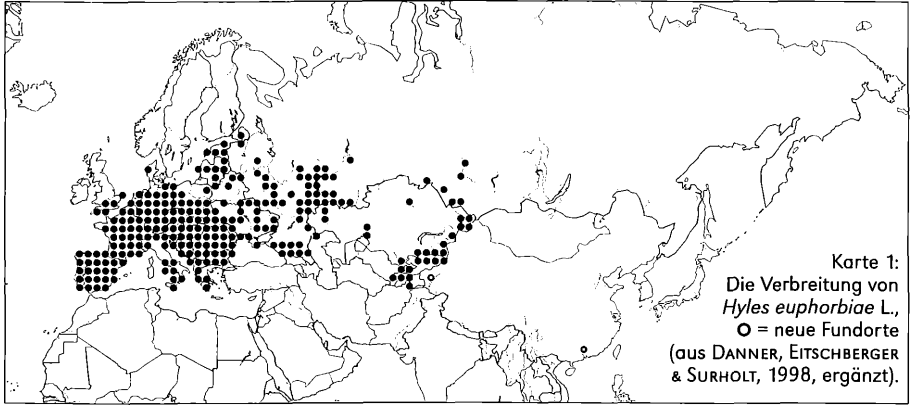 Karte 1:
Die Verbreitung von
Hyles euphorbiae L.,
O = neue Fundorte
(aus DANNER, EITSCHBERGER
& SURHOLT, 1998, ergänzt).